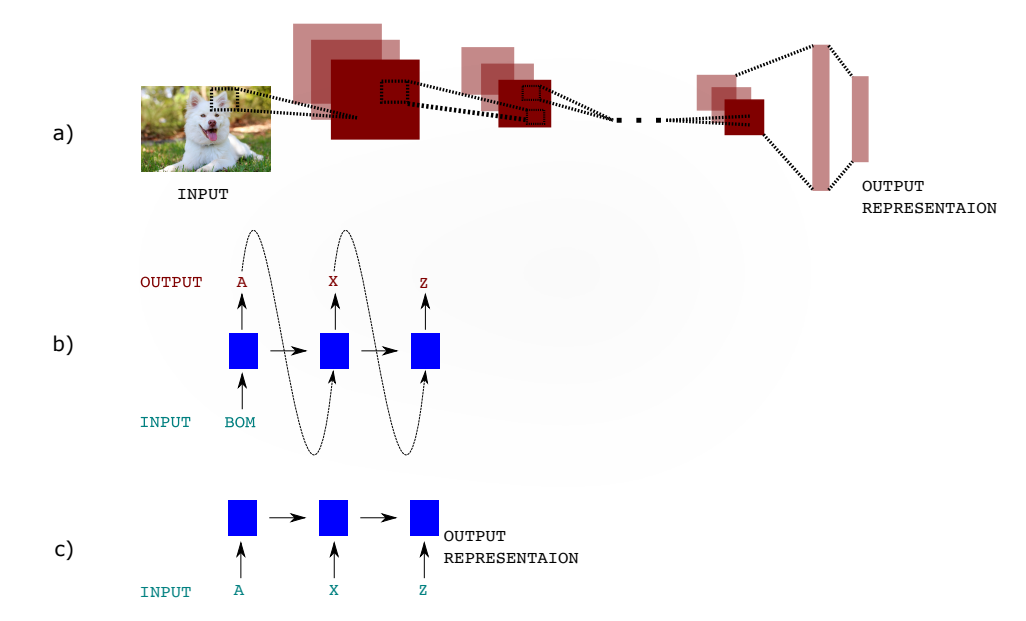 a)
INPUT
OUTPUT
REPRESENTAION
b)
OUTPUT A X Z
INPUT BOM
c)
OUTPUT
REPRESENTAION
INPUT A X Z